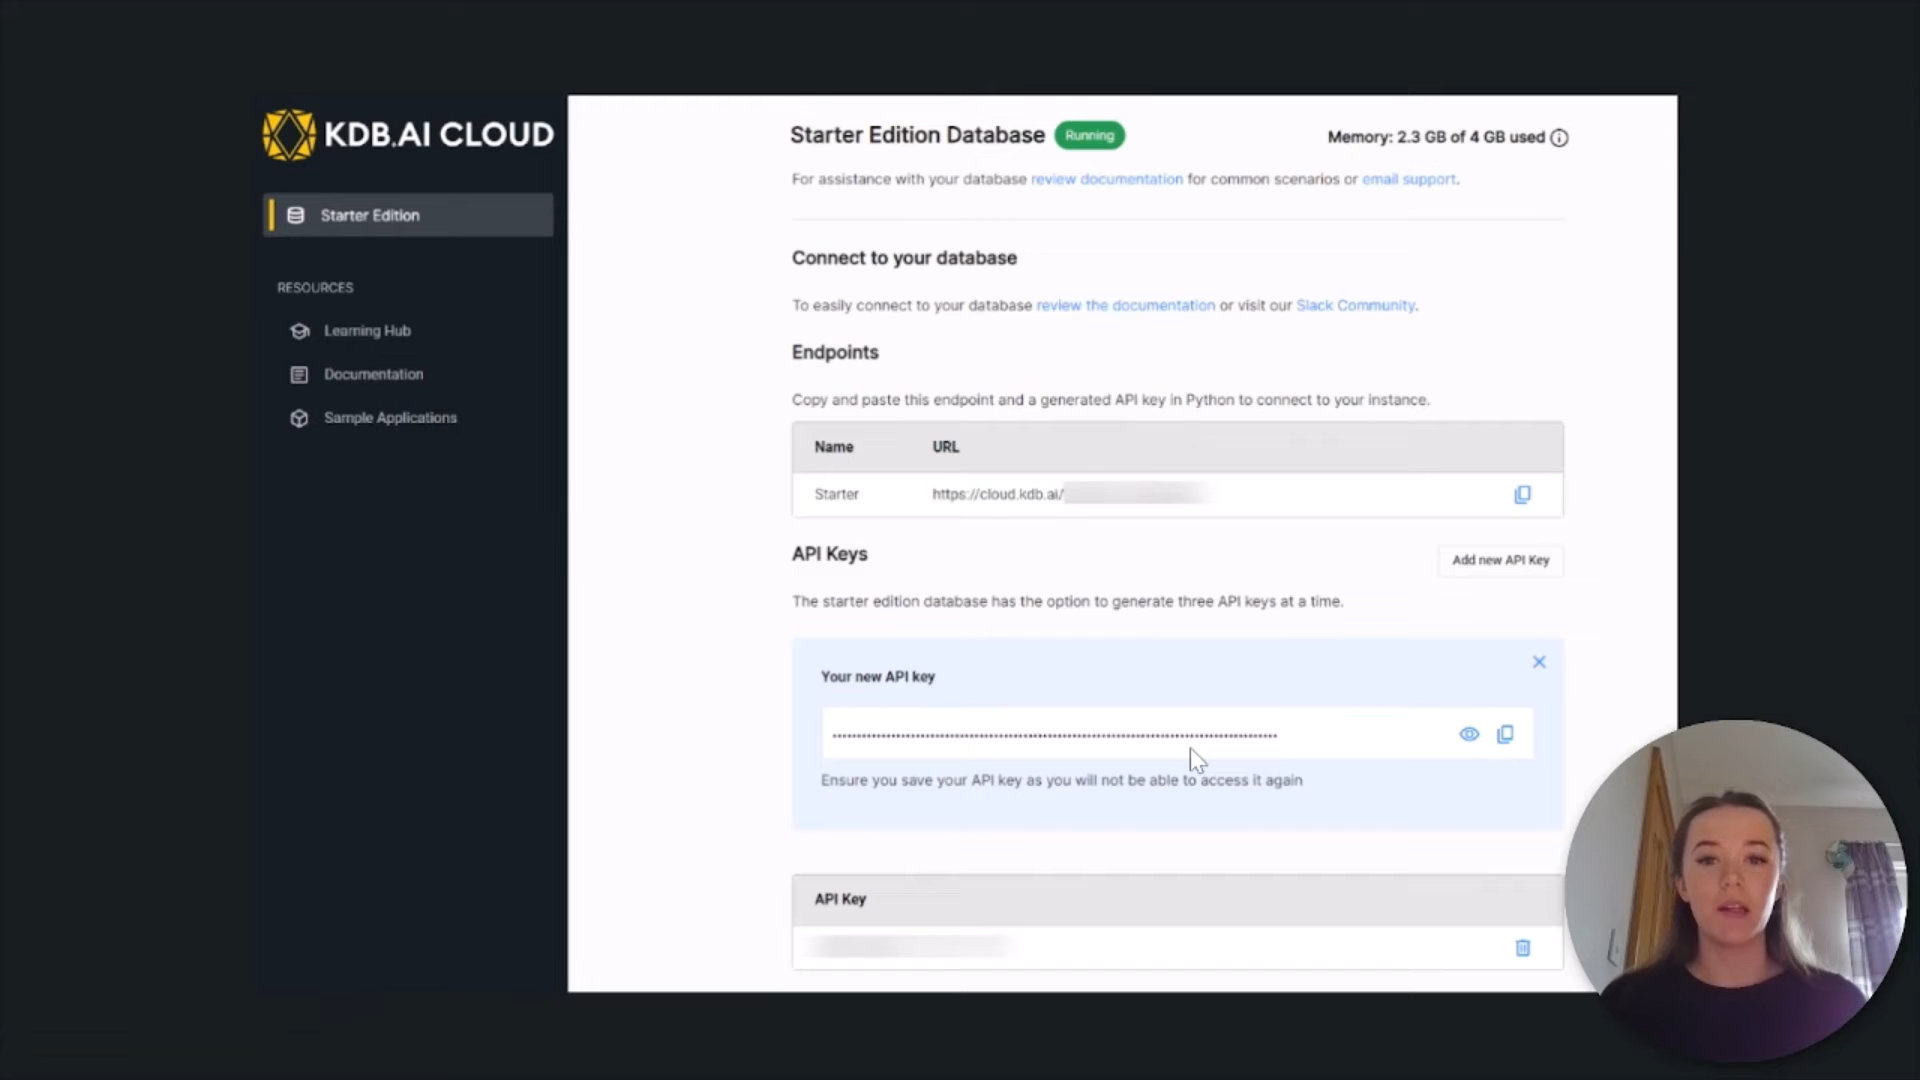 KDB.AI CLOUD
Starter Edition
RESOURCES
Learning Hub
Documentation
Sample Applications
Starter Edition Database
Running
Memory: 2.3 GB of 4 GB used
For assistance with your database review documentation for common scenarios or email support.
Connect to your database
To easily connect to your database review the documentation or visit our Slack Community.
Endpoints
Copy and paste this endpoint and a generated API key in Python to connect to your instance.
Name URL
Starter https://cloud.kdb.ai/
API Keys
Add new API Key
The starter edition database has the option to generate three API keys at a time.
Your new API key
Ensure you save your API key as you will not be able to access it again
API Key